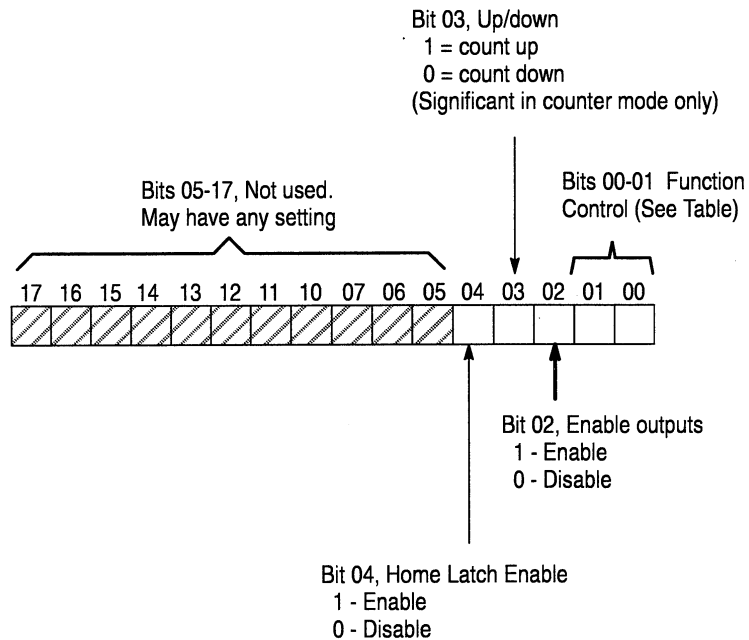 Bit 03, Up/down
1 = count up
0 = count down
(Significant in counter mode only)
Bits 05-17, Not used.
May have any setting
Bits 00-01 Function
Control (See Table)
17 16 15 14 13 12 11 10 07 06 05 04 03 02 01 00
Bit 02, Enable outputs
1 - Enable
0 - Disable
Bit 04, Home Latch Enable
1 - Enable
0 - Disable